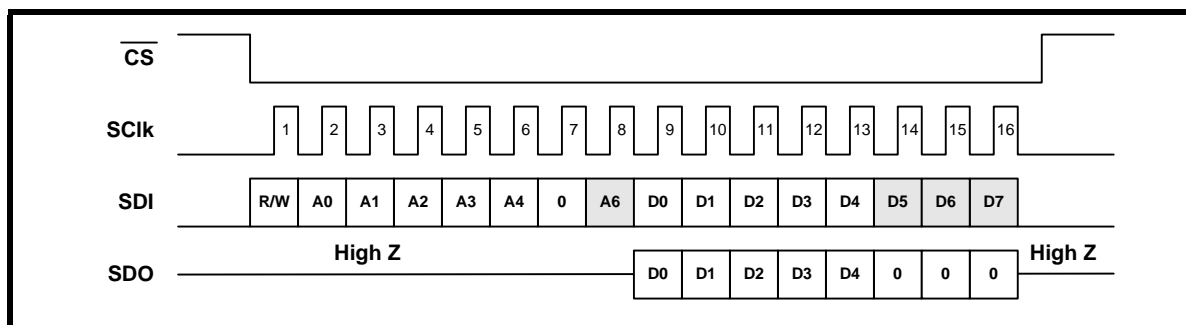 CS
SClk 1 2 3 4 5 6 7 8 9 10 11 12 13 14 15 16
SDI R/W A0 A1 A2 A3 A4 0 A6 D0 D1 D2 D3 D4 D5 D6 D7
High Z High Z
SDO D0 D1 D2 D3 D4 0 0 0